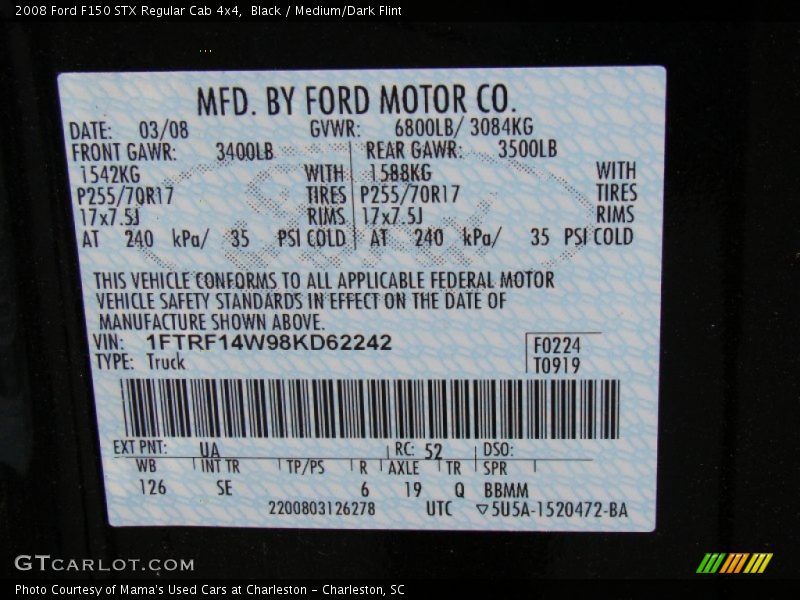 2008 Ford F150 STX Regular Cab 4x4,  Black / Medium/Dark Flint
MFD. BY FORD MOTOR CO.
DATE: 03/08 GVWR: 6800LB/ 3084KG
FRONT GAWR: 3400LB REAR GAWR: 3500LB
1542KG WITH 1588KG WITH
P255/70R17 TIRES P255/70R17 TIRES
17x7.5J RIMS 17x7.5J RIMS
AT 240 kPa/ 35 PSI COLD AT 240 kPa/ 35 PSI COLD
THIS VEHICLE CONFORMS TO ALL APPLICABLE FEDERAL MOTOR
VEHICLE SAFETY STANDARDS IN EFFECT ON THE DATE OF
MANUFACTURE SHOWN ABOVE.
VIN: 1FTRF14W98KD62242 F0224
TYPE: Truck T0919
EXT PNT: UA RC: 52 DSO:
WB INT TR TP/PS R AXLE TR SPR
126 SE 6 19 Q BBMM
2200803126278 UTC ▽5U5A-1520472-BA
GTCARLOT.COM
Photo Courtesy of Mama's Used Cars at Charleston - Charleston, SC